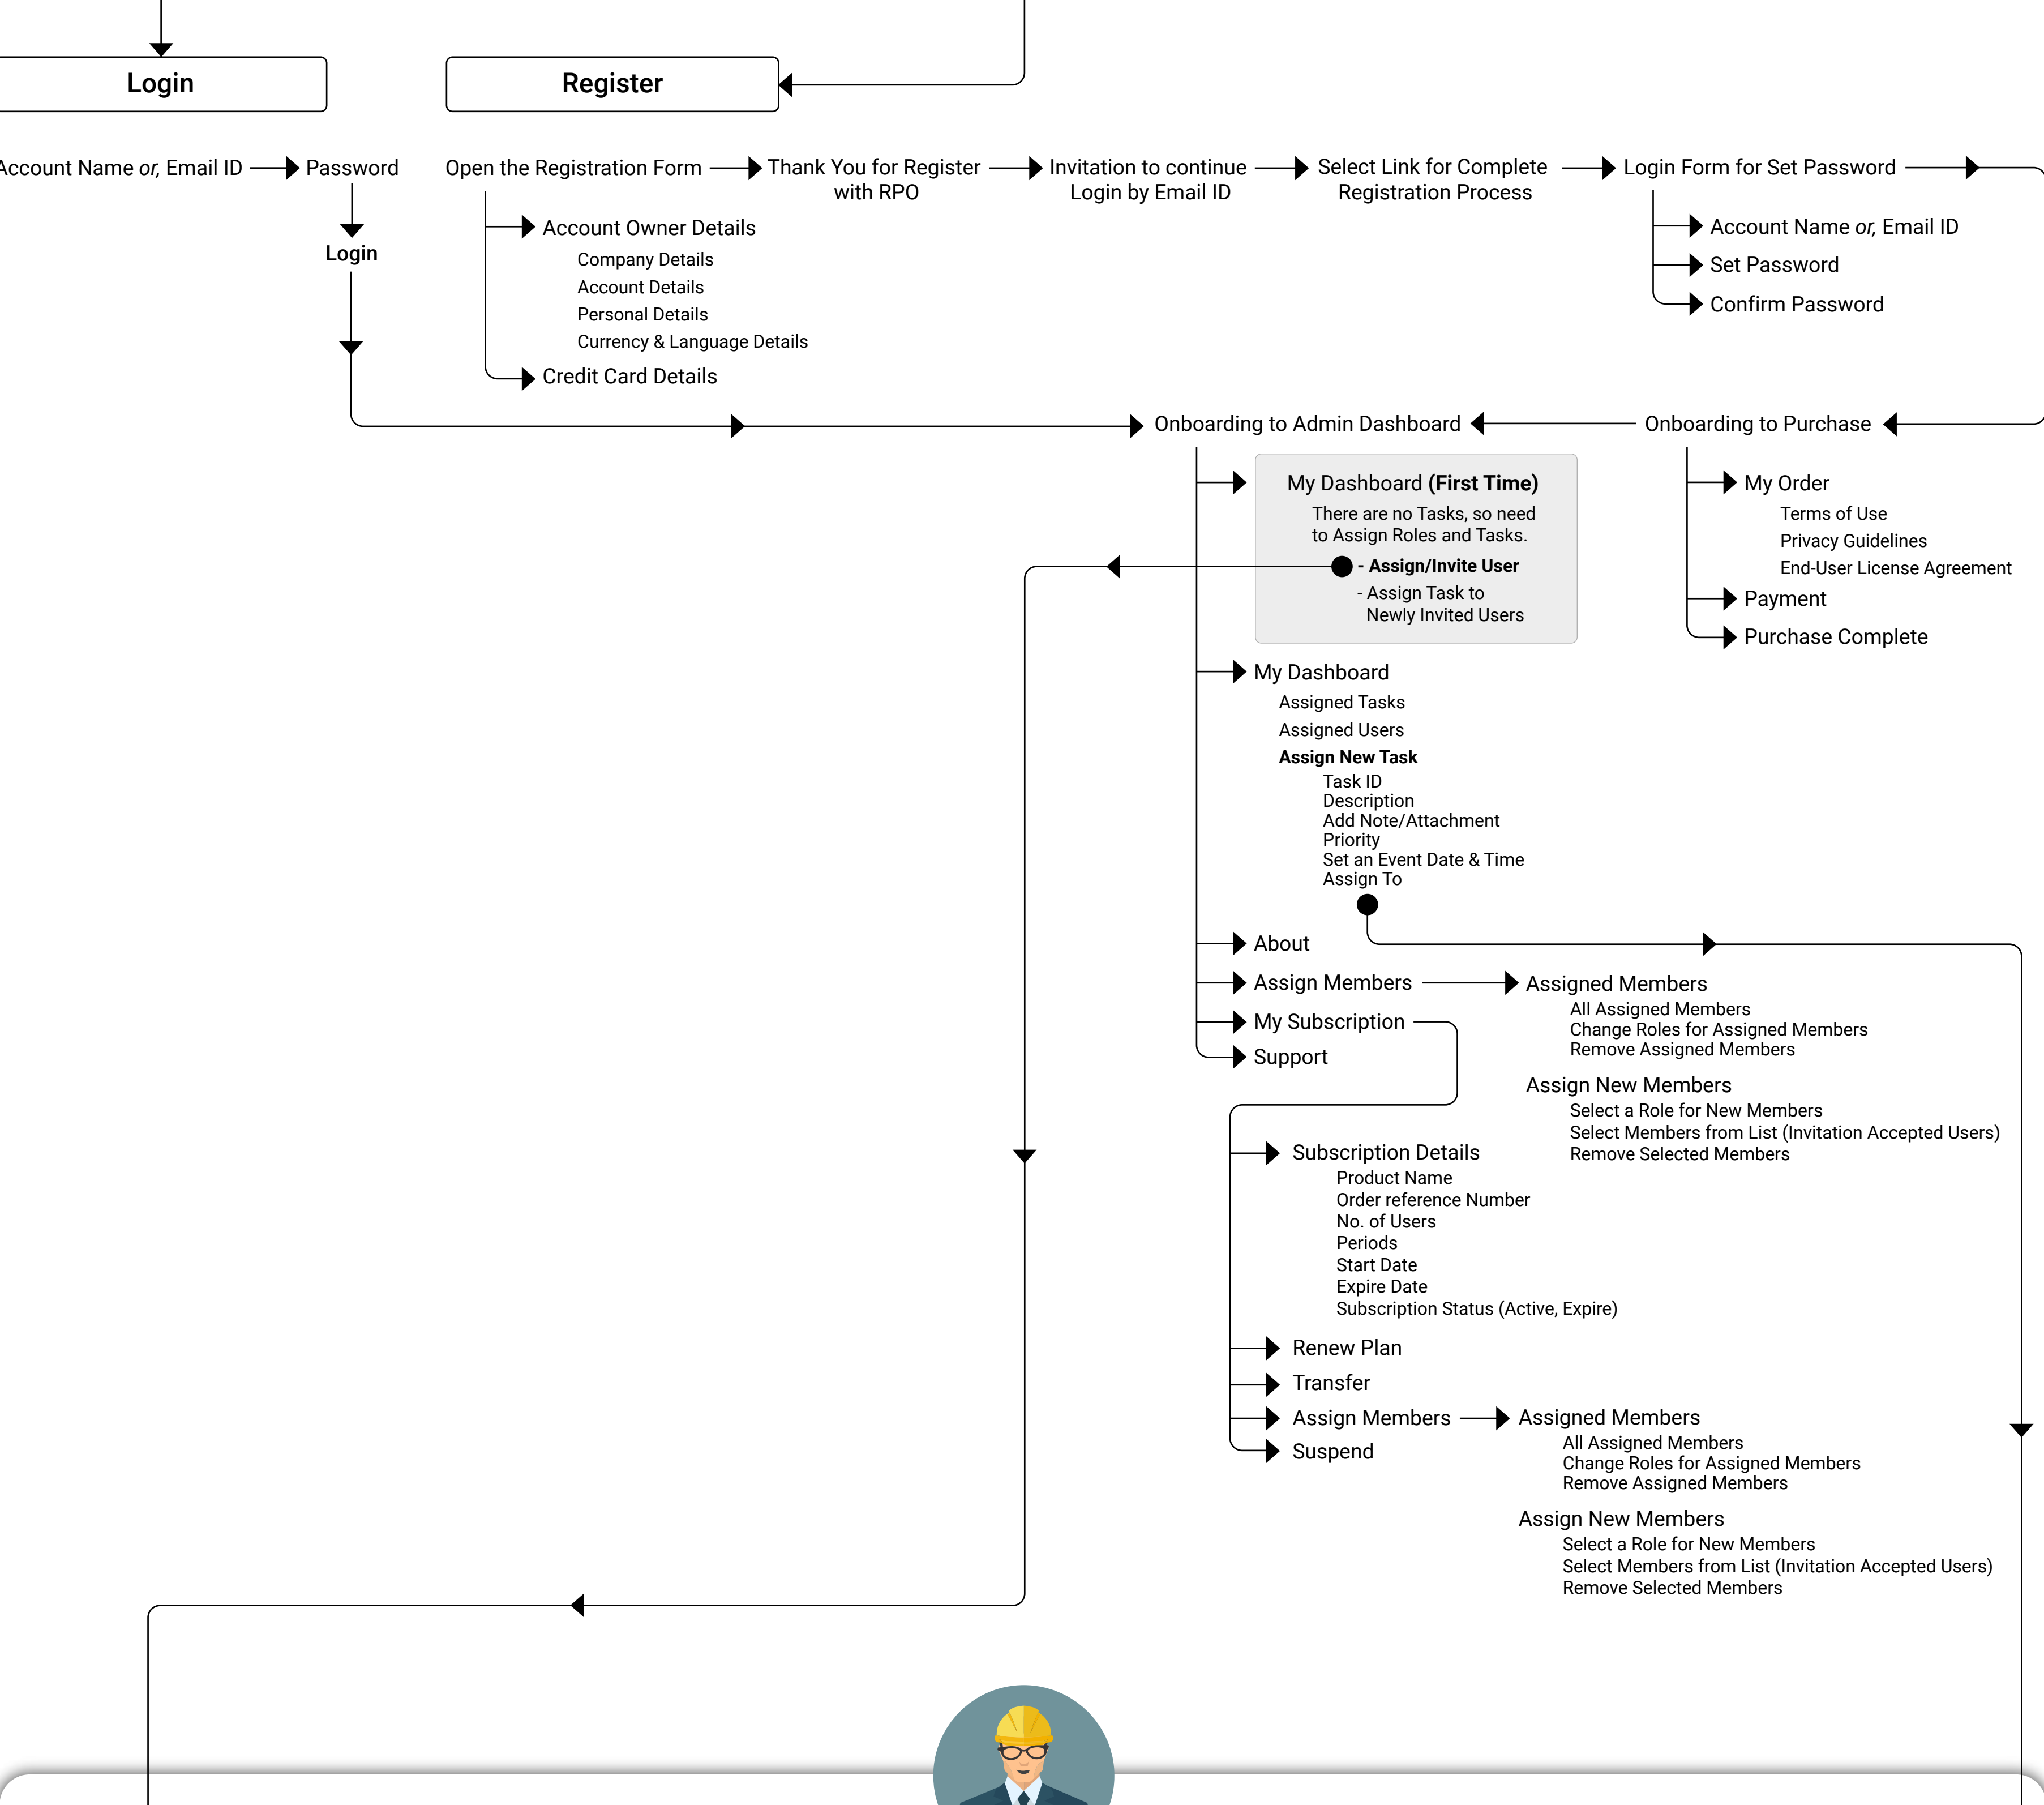 Login
Register
Account Name or, Email ID
Password
Login
Open the Registration Form
Thank You for Register
with RPO
Invitation to continue
Login by Email ID
Select Link for Complete
Registration Process
Login Form for Set Password
Account Owner Details
Company Details
Account Details
Personal Details
Currency & Language Details
Credit Card Details
Account Name or, Email ID
Set Password
Confirm Password
Onboarding to Admin Dashboard
Onboarding to Purchase
My Order
Terms of Use
Privacy Guidelines
End-User License Agreement
Payment
Purchase Complete
My Dashboard (First Time)
There are no Tasks, so need
to Assign Roles and Tasks.
- Assign/Invite User
- Assign Task to
Newly Invited Users
My Dashboard
Assigned Tasks
Assigned Users
Assign New Task
Task ID
Description
Add Note/Attachment
Priority
Set an Event Date & Time
Assign To
About
Assign Members
My Subscription
Support
Assigned Members
All Assigned Members
Change Roles for Assigned Members
Remove Assigned Members
Assign New Members
Select a Role for New Members
Select Members from List (Invitation Accepted Users)
Remove Selected Members
Subscription Details
Product Name
Order reference Number
No. of Users
Periods
Start Date
Expire Date
Subscription Status (Active, Expire)
Renew Plan
Transfer
Assign Members
Suspend
Assigned Members
All Assigned Members
Change Roles for Assigned Members
Remove Assigned Members
Assign New Members
Select a Role for New Members
Select Members from List (Invitation Accepted Users)
Remove Selected Members